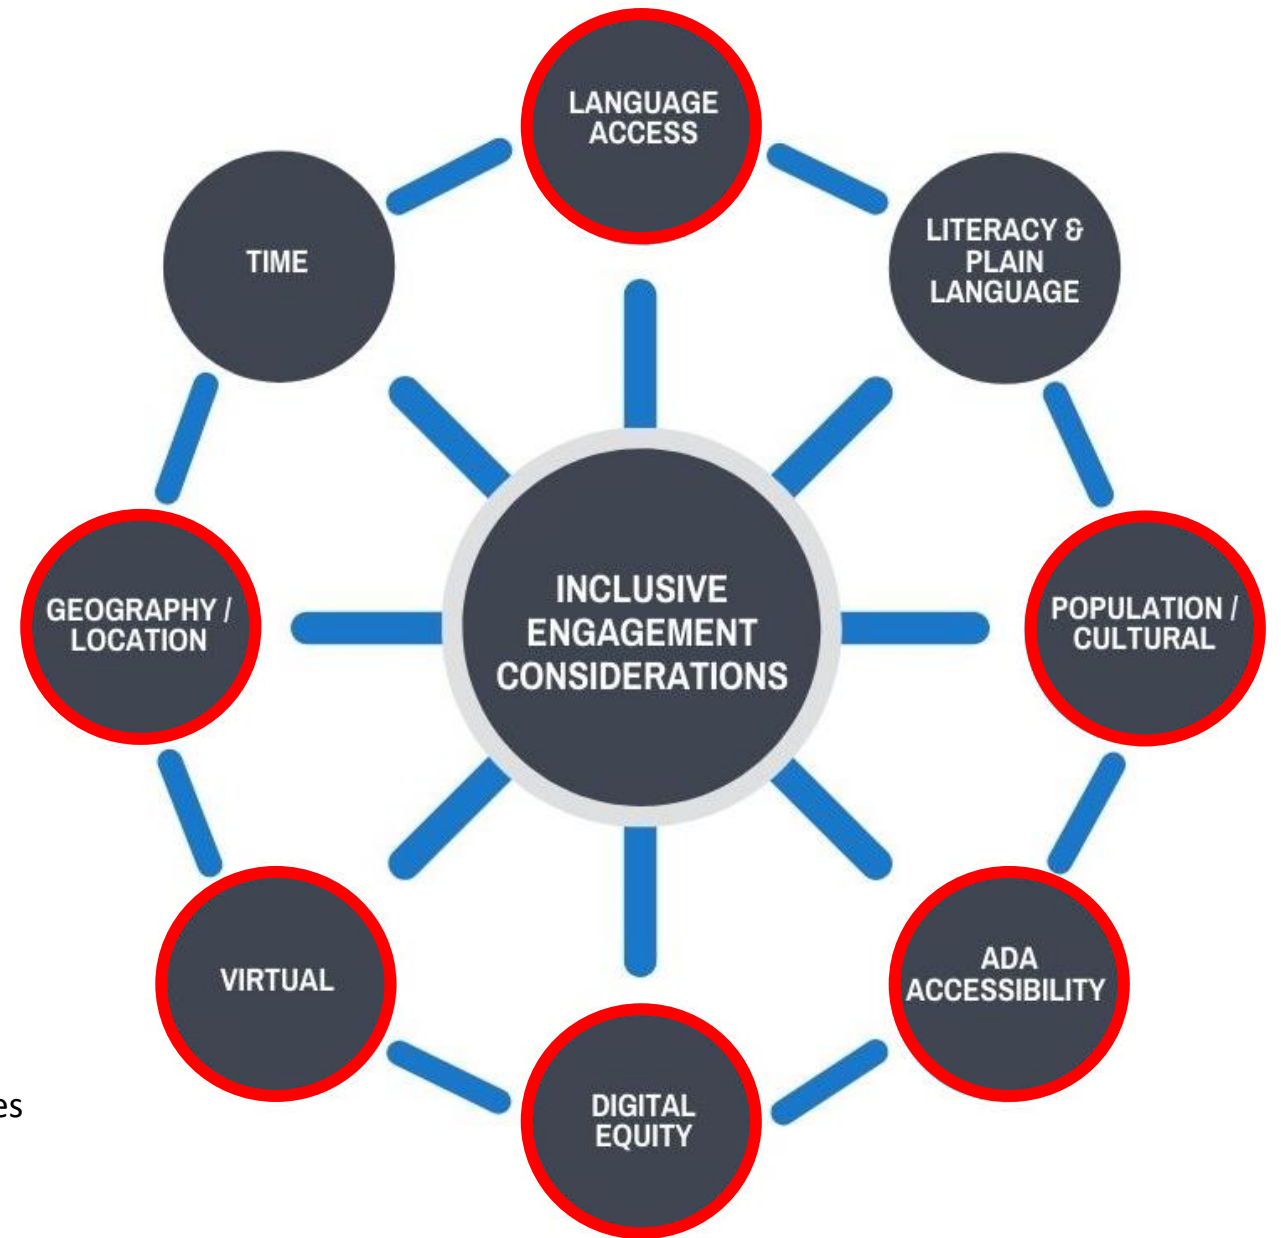 LANGUAGE
ACCESS
LITERACY &
PLAIN
LANGUAGE
TIME
INCLUSIVE
ENGAGEMENT
CONSIDERATIONS
GEOGRAPHY /
LOCATION
POPULATION /
CULTURAL
VIRTUAL
ADA
ACCESSIBILITY
DIGITAL
EQUITY
es